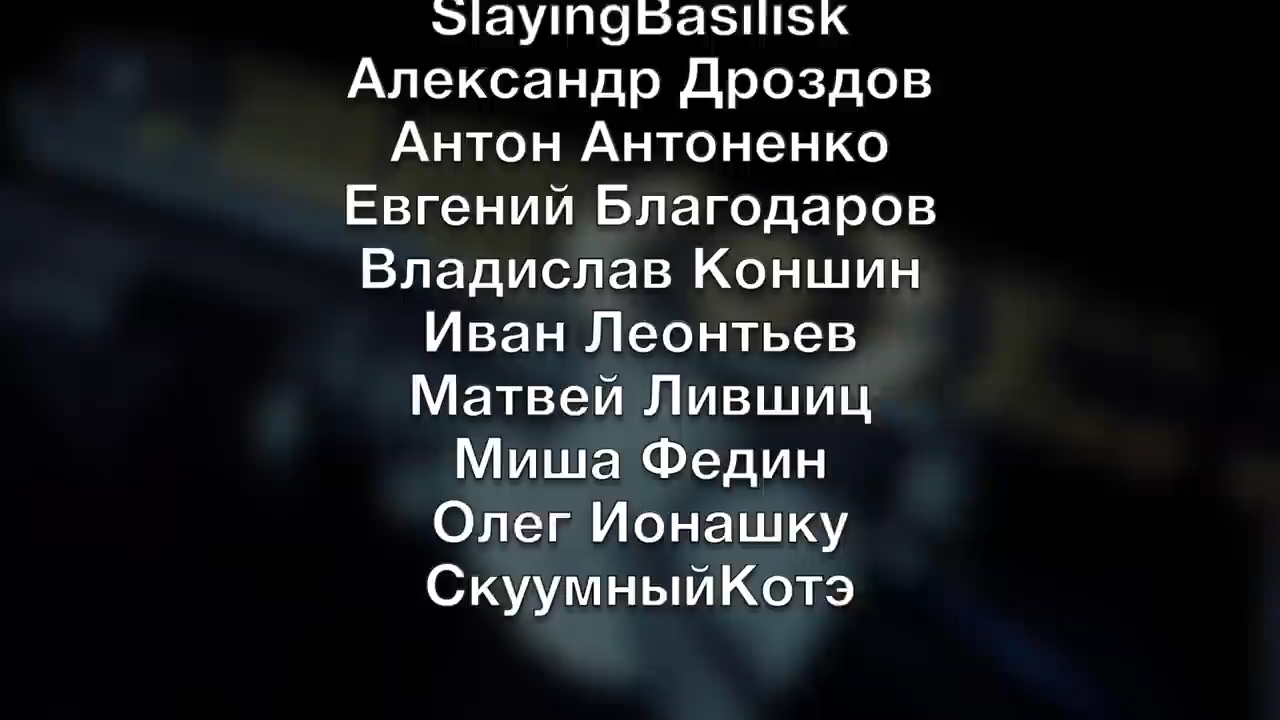 SlayingBasilisk
Александр Дроздов
Антон Антоненко
Евгений Благодаров
Владислав Коншин
Иван Леонтьев
Матвей Лившиц
Миша Федин
Олег Ионашку
СкуумныйКотэ